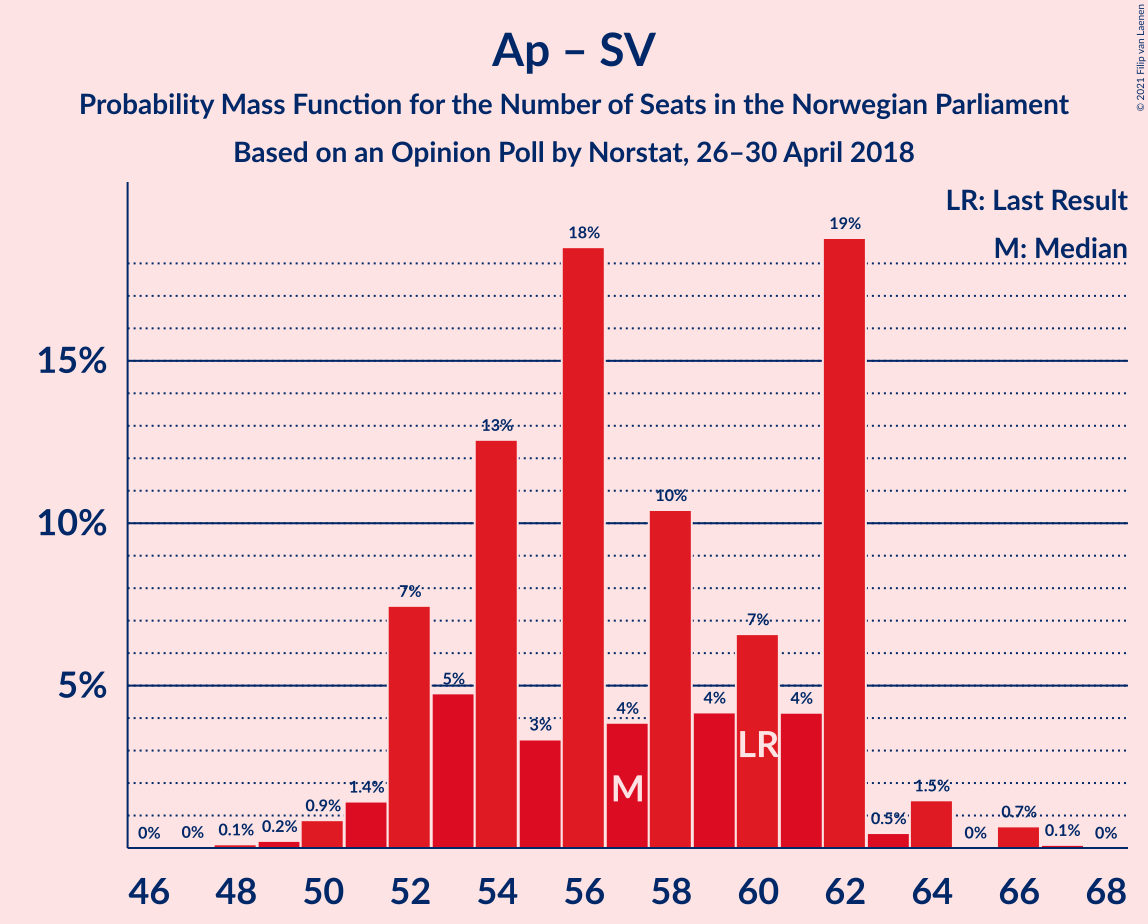 Ap – SV
Probability Mass Function for the Number of Seats in the Norwegian Parliament
Based on an Opinion Poll by Norstat, 26–30 April 2018
© 2021 Filip van Laenen
LR: Last Result
M: Median
15%
10%
5%
0%
0%
0.1%
0.2%
0.9%
1.4%
7%
5%
13%
3%
18%
4%
10%
4%
7%
4%
19%
0.5%
1.5%
0%
0.7%
0.1%
0%
M
LR
46 48 50 52 54 56 58 60 62 64 66 68